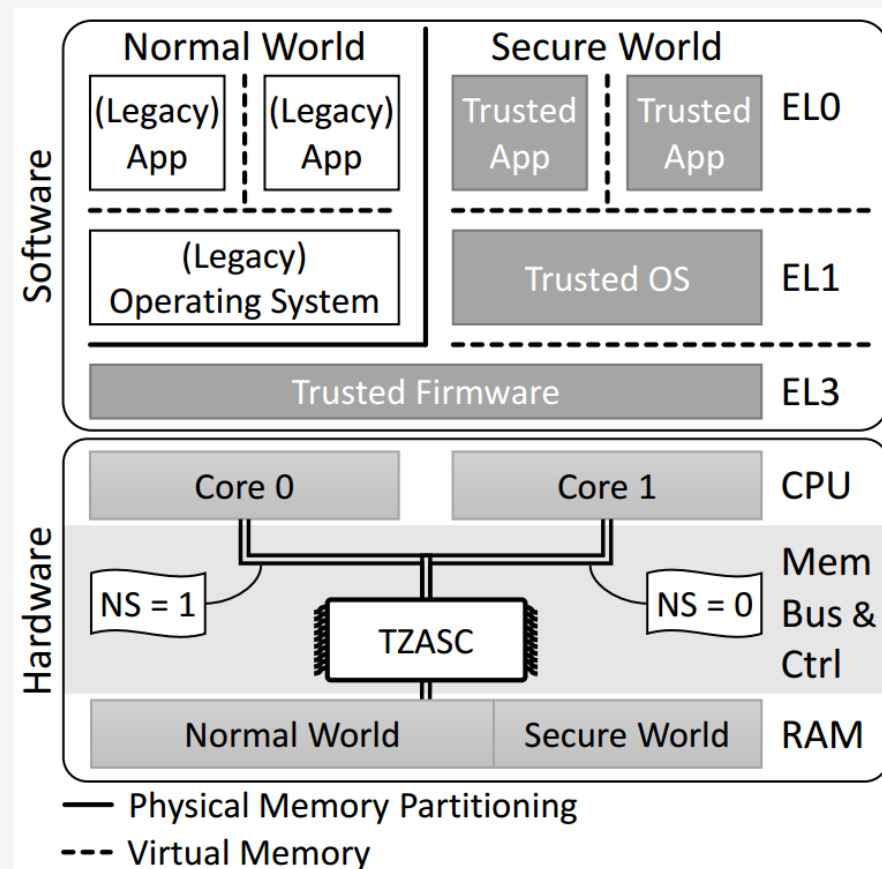 Normal World
Secure World
(Legacy)
App
(Legacy)
App
Trusted
App
Trusted
App
EL0
Software
(Legacy)
Operating System
Trusted OS
EL1
Trusted Firmware
EL3
Hardware
Core 0
Core 1
CPU
NS = 1
TZASC
NS = 0
Mem
Bus &
Ctrl
Normal World
Secure World
RAM
Physical Memory Partitioning
Virtual Memory